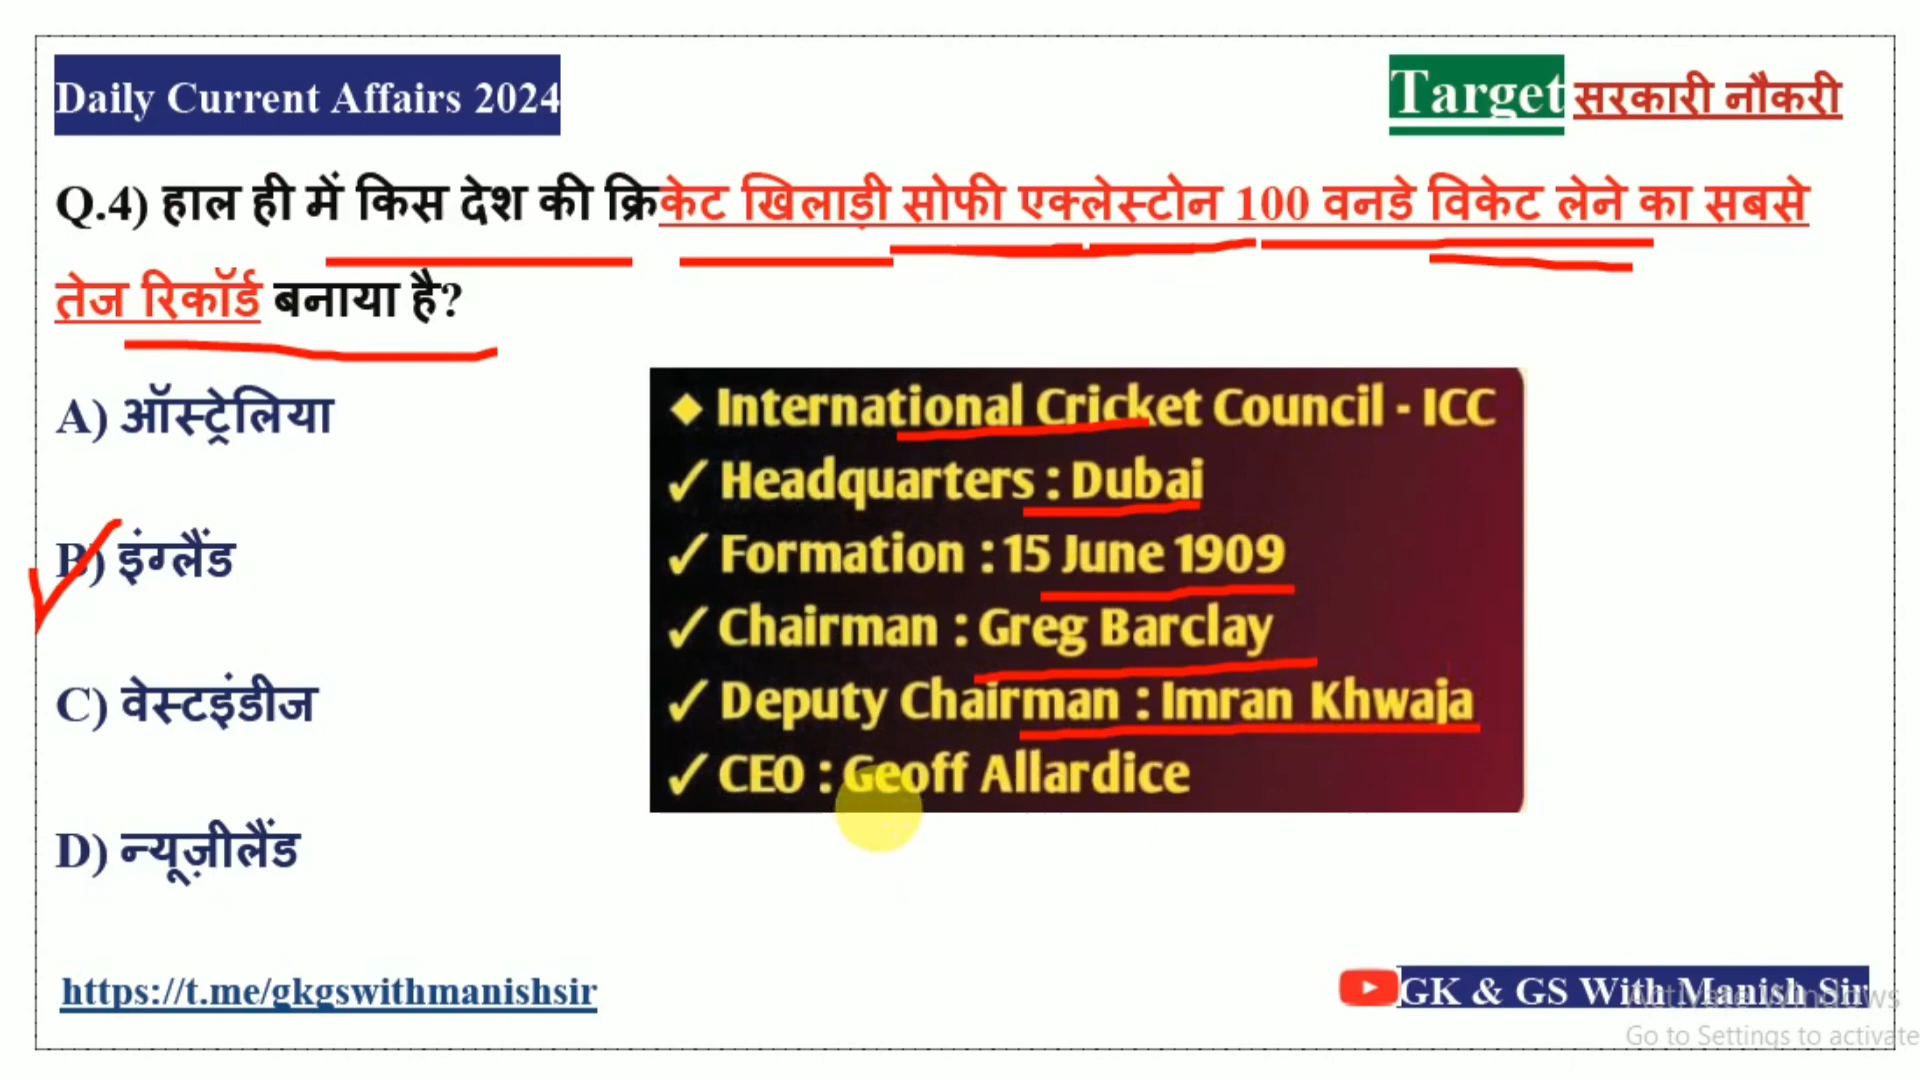 Daily Current Affairs 2024
Target सरकारी नौकरी
Q.4) हाल ही में किस देश की क्रिकेट खिलाड़ी सोफी एक्लेस्टोन 100 वनडे विकेट लेने का सबसे
तेज रिकॉर्ड बनाया है?
A) ऑस्ट्रेलिया
B) इंग्लैंड
C) वेस्टइंडीज
D) न्यूज़ीलैंड
◆ International Cricket Council - ICC
✓ Headquarters : Dubai
✓ Formation : 15 June 1909
✓ Chairman : Greg Barclay
✓ Deputy Chairman : Imran Khwaja
✓ CEO : Geoff Allardice
https://t.me/gkgswithmanishsir
GK & GS With Manish Sir
Activate Windows
Go to Settings to activate